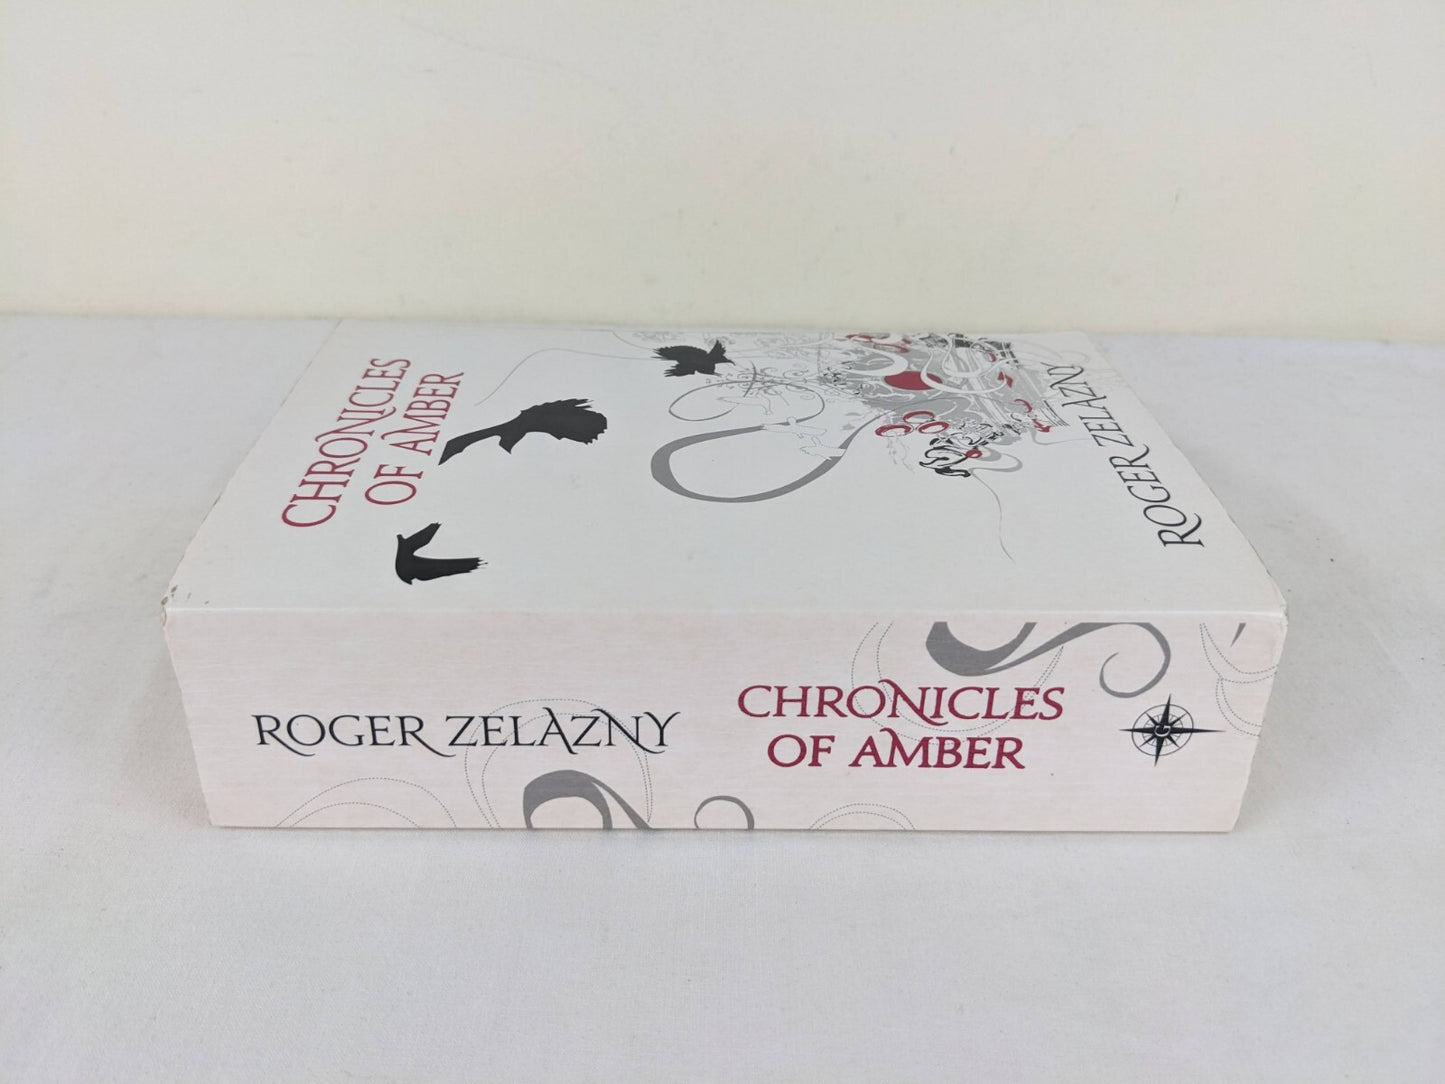 CHRONICLES
OF AMBER
ROGER ZELAZNY
ROGER ZELAZNY
CHRONICLES
OF AMBER
G